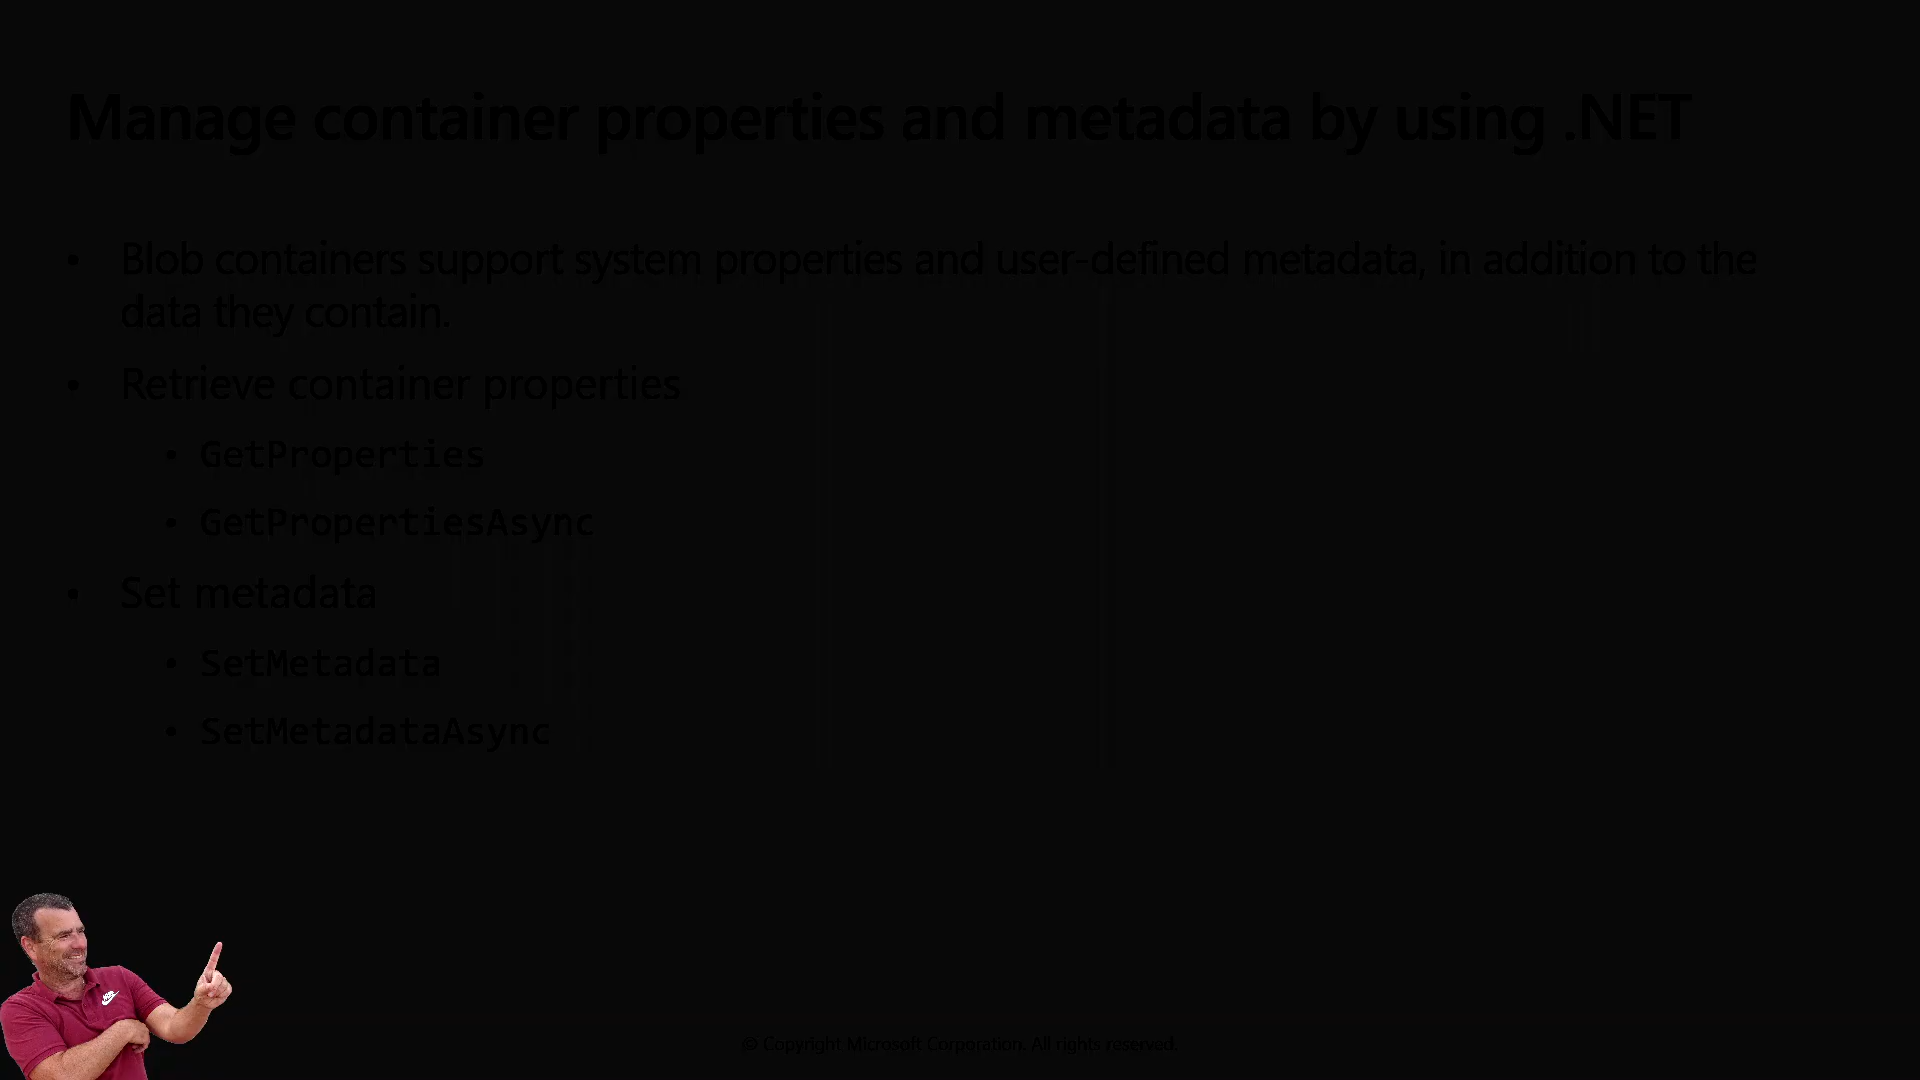 Manage container properties and metadata by using .NET
• Blob containers support system properties and user-defined metadata, in addition to the
data they contain.
• Retrieve container properties
• GetProperties
• GetPropertiesAsync
• Set metadata
• SetMetadata
• SetMetadataAsync
© Copyright Microsoft Corporation. All rights reserved.